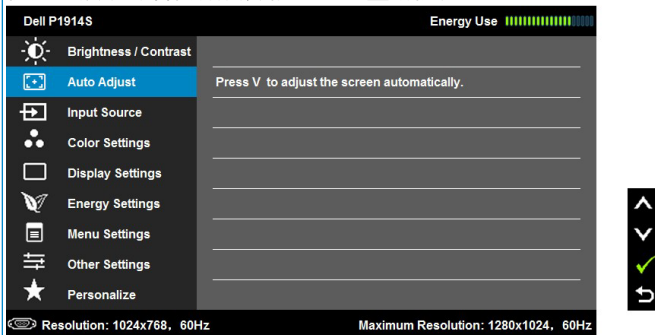 Dell P1914S Energy Use
Brightness / Contrast
Auto Adjust Press V to adjust the screen automatically.
Input Source
Color Settings
Display Settings
Energy Settings
Menu Settings
Other Settings
Personalize
Resolution: 1024x768, 60Hz Maximum Resolution: 1280x1024, 60Hz